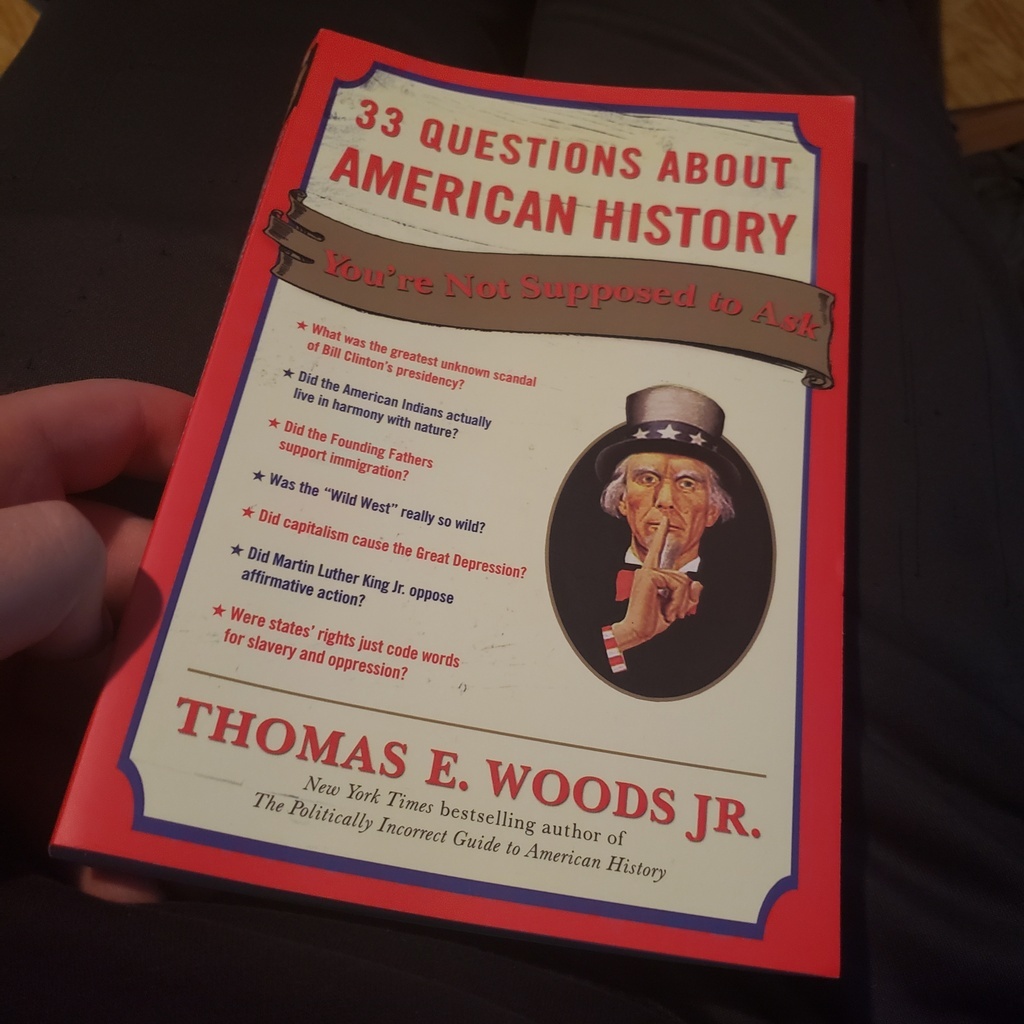 33 QUESTIONS ABOUT
AMERICAN HISTORY
You're Not Supposed to Ask
★ What was the greatest unknown scandal
of Bill Clinton's presidency?
★ Did the American Indians actually
live in harmony with nature?
★ Did the Founding Fathers
support immigration?
★ Was the "Wild West" really so wild?
★ Did capitalism cause the Great Depression?
★ Did Martin Luther King Jr. oppose
affirmative action?
★ Were states' rights just code words
for slavery and oppression?
THOMAS E. WOODS JR.
New York Times bestselling author of
The Politically Incorrect Guide to American History